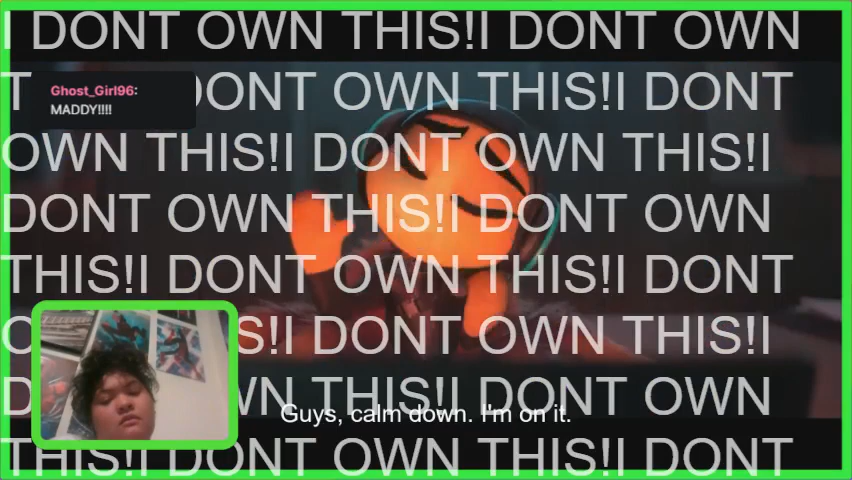 I DONT OWN THIS!I DONT OWN
T DONT OWN THIS!I DONT
Ghost_Girl96:
MADDY!!!!
OWN THIS!I DONT OWN THIS!I
DONT OWN THIS!I DONT OWN
THIS!I DONT OWN THIS!I DONT
O S!I DONT OWN THIS!I
D WN THIS!I DONT OWN
Guys, calm down. I'm on it.
THIS!I DONT OWN THIS!I DONT